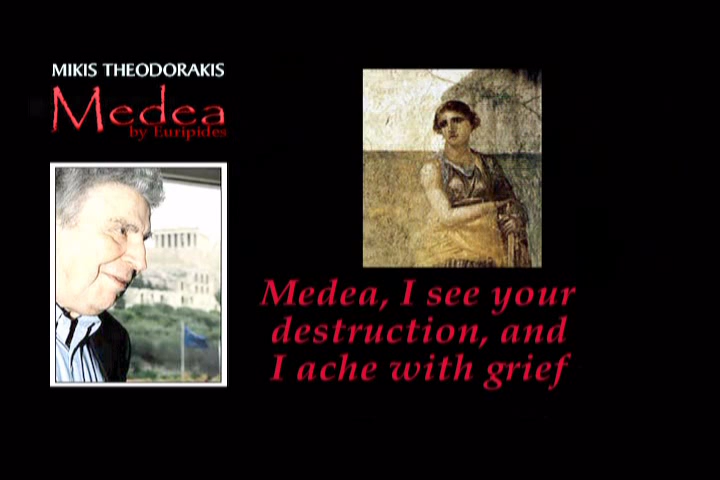 MIKIS THEODORAKIS
Medea
by Euripides
Medea, I see your
destruction, and
I ache with grief